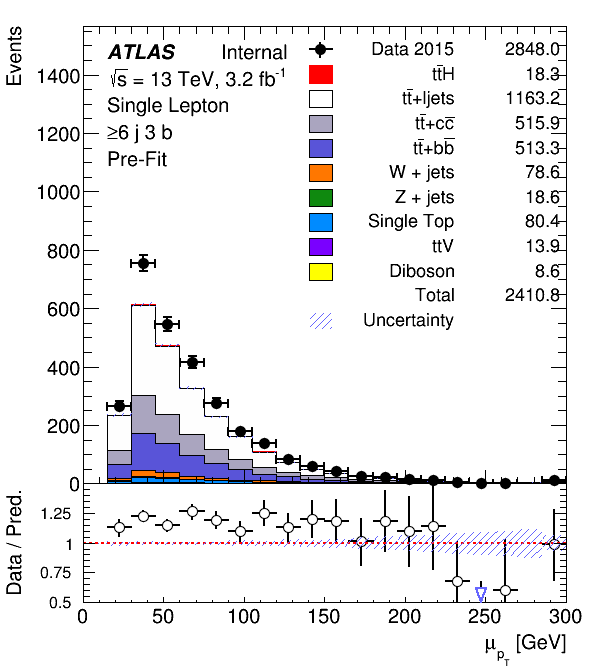 Events
ATLAS Internal
√s = 13 TeV, 3.2 fb⁻¹
Single Lepton
≥6 j 3 b
Pre-Fit
Data 2015 2848.0
tt̄H 18.3
tt̄+ljets 1163.2
tt̄+cc̄ 515.9
tt̄+bb̄ 513.3
W + jets 78.6
Z + jets 18.6
Single Top 80.4
ttV 13.9
Diboson 8.6
Total 2410.8
Uncertainty
1400
1200
1000
800
600
400
200
0
Data / Pred.
1.25
1
0.75
0.5
0 50 100 150 200 250 300
μ_pT [GeV]